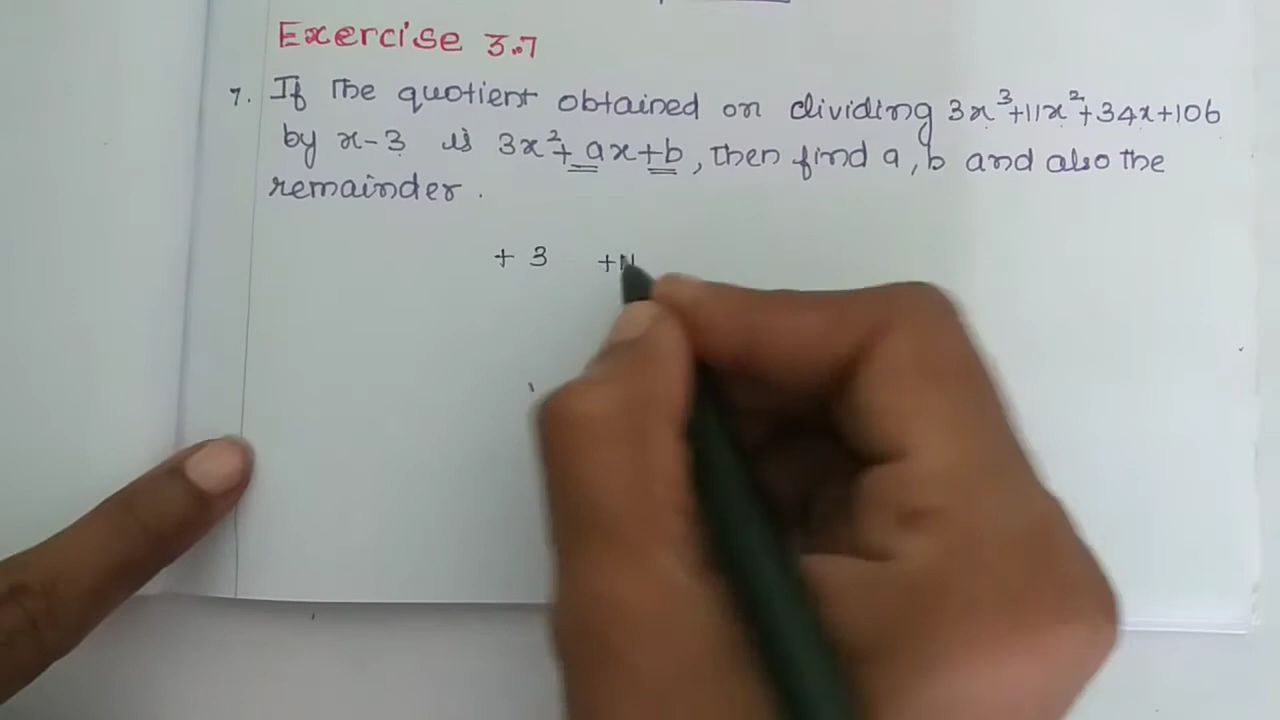 Exercise 3.7
7. If The quotient obtained on dividing 3x³+11x²+34x+106
by x-3 is 3x²+ax+b, then find a, b and also the
remainder.
+ 3 +11